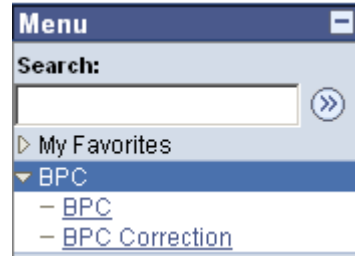 Menu
Search:
My Favorites
BPC
BPC
BPC Correction